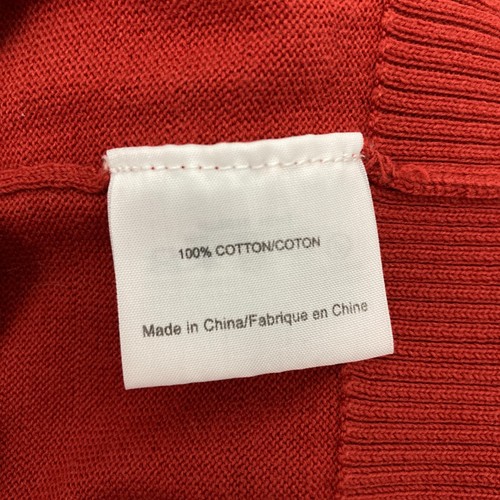 100% COTTON/COTON
Made in China/Fabrique en Chine